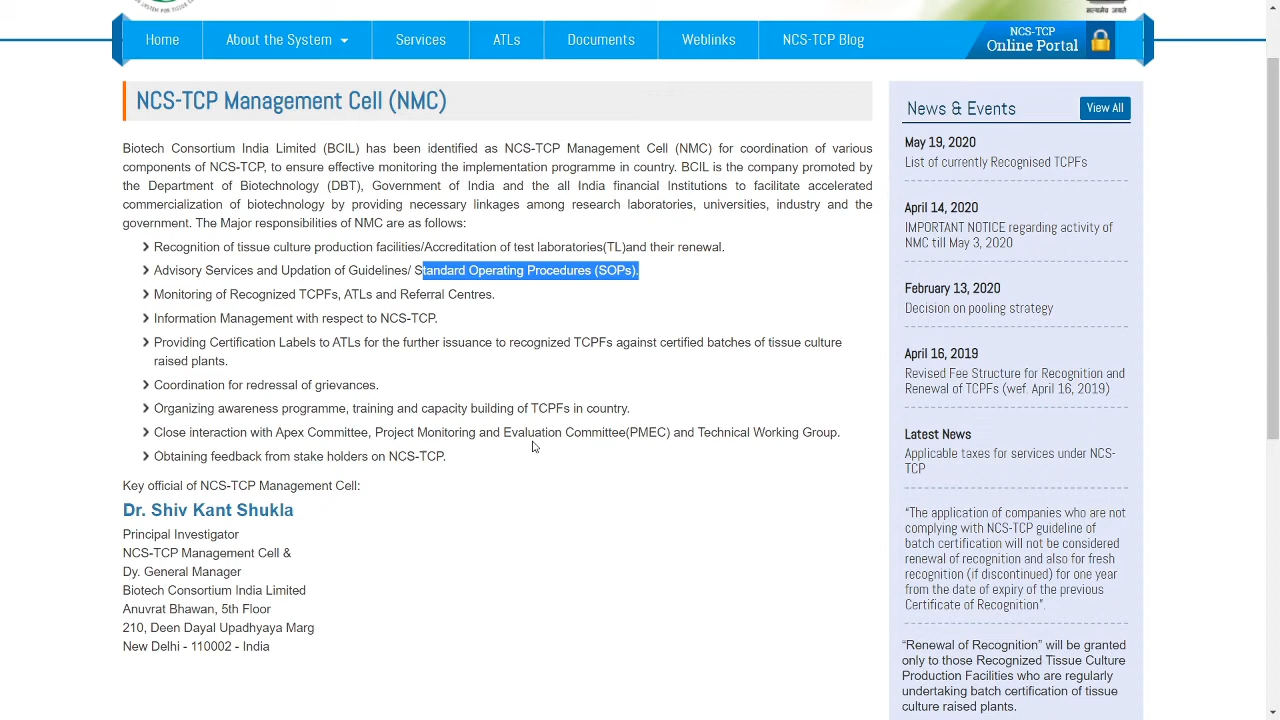 सत्यमेव जयते
Home
About the System
Services
ATLs
Documents
Weblinks
NCS-TCP Blog
NCS-TCP
Online Portal
NCS-TCP Management Cell (NMC)
Biotech Consortium India Limited (BCIL) has been identified as NCS-TCP Management Cell (NMC) for coordination of various
components of NCS-TCP, to ensure effective monitoring the implementation programme in country. BCIL is the company promoted by
the Department of Biotechnology (DBT), Government of India and the all India financial Institutions to facilitate accelerated
commercialization of biotechnology by providing necessary linkages among research laboratories, universities, industry and the
government. The Major responsibilities of NMC are as follows:
Recognition of tissue culture production facilities/Accreditation of test laboratories(TL)and their renewal.
Advisory Services and Updation of Guidelines/ Standard Operating Procedures (SOPs).
Monitoring of Recognized TCPFs, ATLs and Referral Centres.
Information Management with respect to NCS-TCP.
Providing Certification Labels to ATLs for the further issuance to recognized TCPFs against certified batches of tissue culture
raised plants.
Coordination for redressal of grievances.
Organizing awareness programme, training and capacity building of TCPFs in country.
Close interaction with Apex Committee, Project Monitoring and Evaluation Committee(PMEC) and Technical Working Group.
Obtaining feedback from stake holders on NCS-TCP.
Key official of NCS-TCP Management Cell:
Dr. Shiv Kant Shukla
Principal Investigator
NCS-TCP Management Cell &
Dy. General Manager
Biotech Consortium India Limited
Anuvrat Bhawan, 5th Floor
210, Deen Dayal Upadhyaya Marg
New Delhi - 110002 - India
News & Events
View All
May 19, 2020
List of currently Recognised TCPFs
April 14, 2020
IMPORTANT NOTICE regarding activity of
NMC till May 3, 2020
February 13, 2020
Decision on pooling strategy
April 16, 2019
Revised Fee Structure for Recognition and
Renewal of TCPFs (wef. April 16, 2019)
Latest News
Applicable taxes for services under NCS-
TCP
“The application of companies who are not
complying with NCS-TCP guideline of
batch certification will not be considered
renewal of recognition and also for fresh
recognition (if discontinued) for one year
from the date of expiry of the previous
Certificate of Recognition”.
“Renewal of Recognition” will be granted
only to those Recognized Tissue Culture
Production Facilities who are regularly
undertaking batch certification of tissue
culture raised plants.